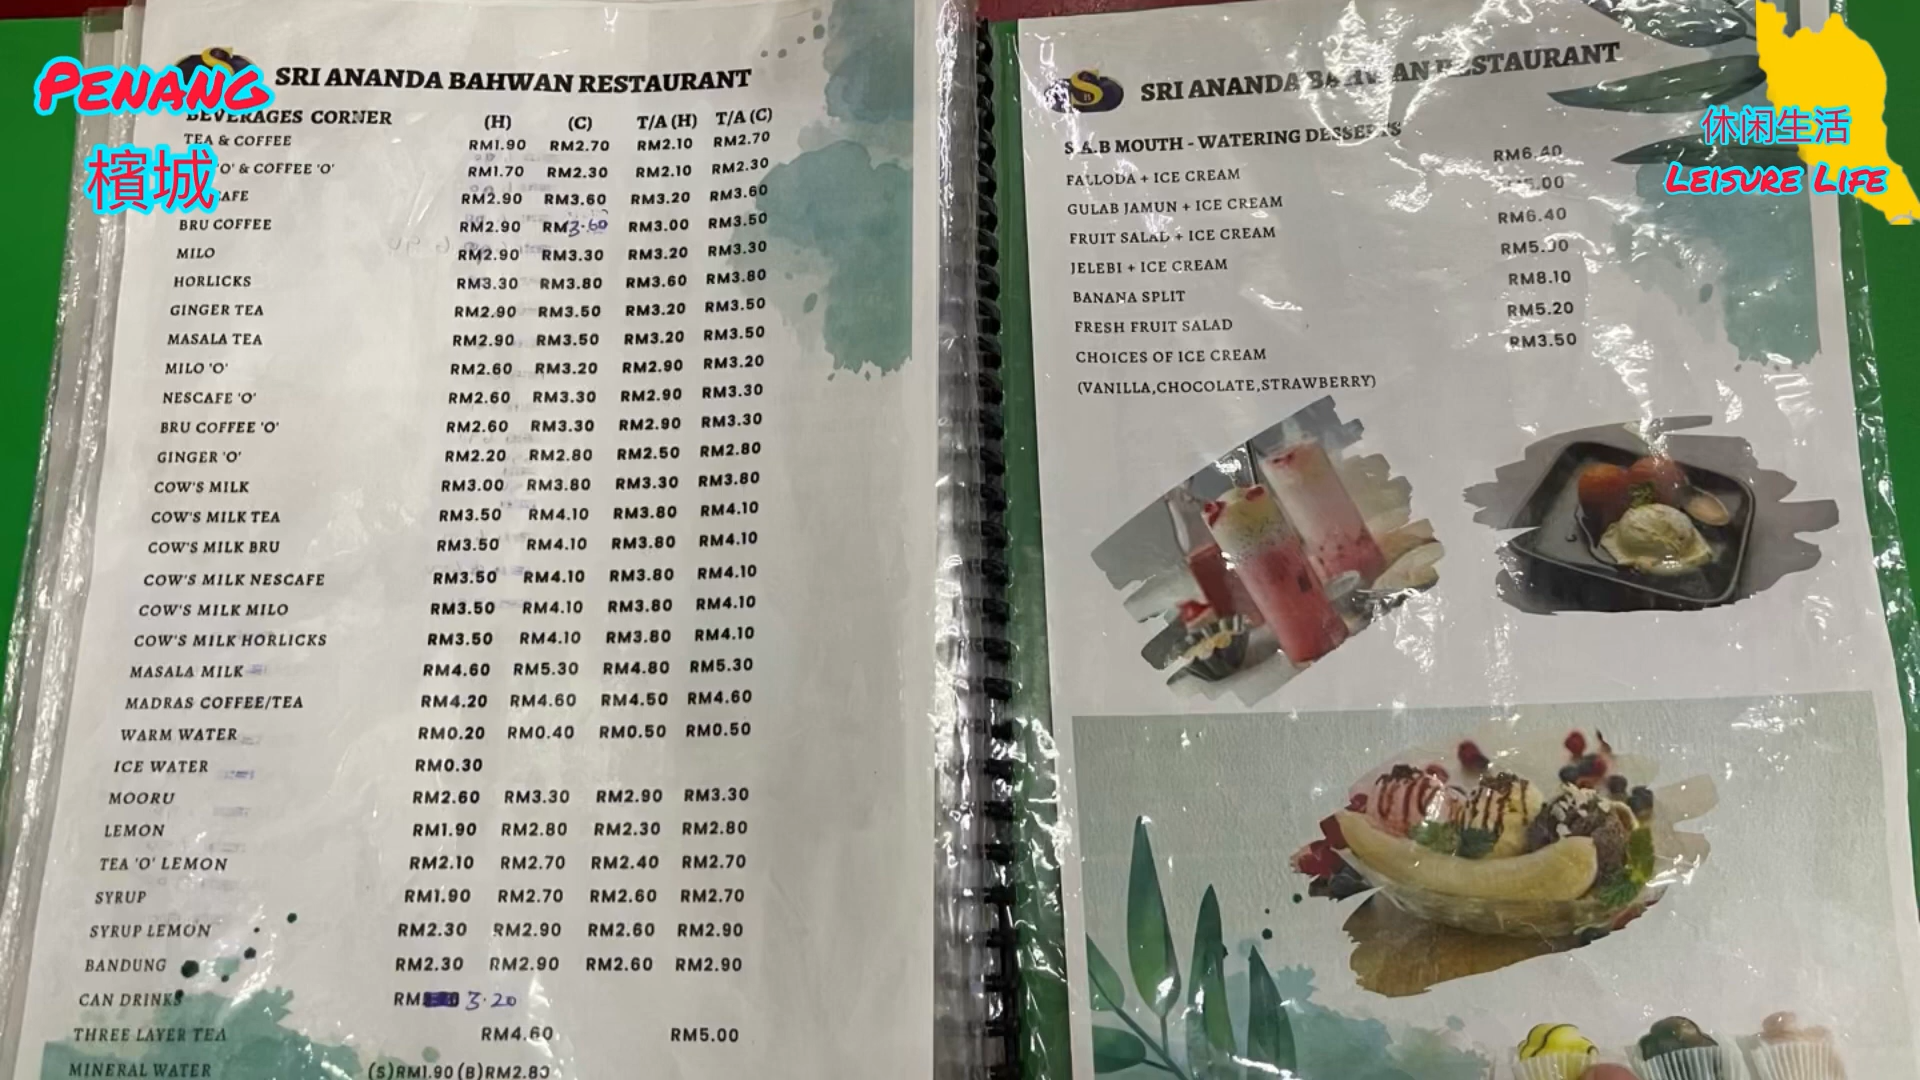 PENANG
檳城
SRI ANANDA BAHWAN RESTAURANT
BEVERAGES CORNER (H) (C) T/A (H) T/A (C)
TEA & COFFEE RM1.90 RM2.70 RM2.10 RM2.70
'O' & COFFEE 'O' RM1.70 RM2.30 RM2.10 RM2.30
RM2.90 RM3.60 RM3.20 RM3.60
BRU COFFEE RM2.90 RM3.60 RM3.00 RM3.50
MILO RM2.90 RM3.30 RM3.20 RM3.30
HORLICKS RM3.30 RM3.80 RM3.60 RM3.80
GINGER TEA RM2.90 RM3.50 RM3.20 RM3.50
MASALA TEA RM2.90 RM3.50 RM3.20 RM3.50
MILO 'O' RM2.60 RM3.20 RM2.90 RM3.20
NESCAFE 'O' RM2.60 RM3.30 RM2.90 RM3.30
BRU COFFEE 'O' RM2.60 RM3.30 RM2.90 RM3.30
GINGER 'O' RM2.20 RM2.80 RM2.50 RM2.80
COW'S MILK RM3.00 RM3.80 RM3.30 RM3.80
COW'S MILK TEA RM3.50 RM4.10 RM3.80 RM4.10
COW'S MILK BRU RM3.50 RM4.10 RM3.80 RM4.10
COW'S MILK NESCAFE RM3.50 RM4.10 RM3.80 RM4.10
COW'S MILK MILO RM3.50 RM4.10 RM3.80 RM4.10
COW'S MILK HORLICKS RM3.50 RM4.10 RM3.80 RM4.10
MASALA MILK RM4.60 RM5.30 RM4.80 RM5.30
MADRAS COFFEE/TEA RM4.20 RM4.60 RM4.50 RM4.60
WARM WATER RM0.20 RM0.40 RM0.50 RM0.50
ICE WATER RM0.30
MOORU RM2.60 RM3.30 RM2.90 RM3.30
LEMON RM1.90 RM2.80 RM2.30 RM2.80
TEA 'O' LEMON RM2.10 RM2.70 RM2.40 RM2.70
SYRUP RM1.90 RM2.70 RM2.60 RM2.70
SYRUP LEMON RM2.30 RM2.90 RM2.60 RM2.90
BANDUNG RM2.30 RM2.90 RM2.60 RM2.90
CAN DRINKS RM 3.20
THREE LAYER TEA RM4.60 RM5.00
MINERAL WATER (S)RM1.90 (B)RM2.80
SRI ANANDA BAHWAN RESTAURANT
S.A.B MOUTH - WATERING DESSERTS
FALLODA + ICE CREAM RM6.40
GULAB JAMUN + ICE CREAM
FRUIT SALAD + ICE CREAM RM6.40
JELEBI + ICE CREAM
BANANA SPLIT RM8.10
FRESH FRUIT SALAD RM5.20
CHOICES OF ICE CREAM RM3.50
(VANILLA,CHOCOLATE,STRAWBERRY)
休闲生活
LEISURE LIFE